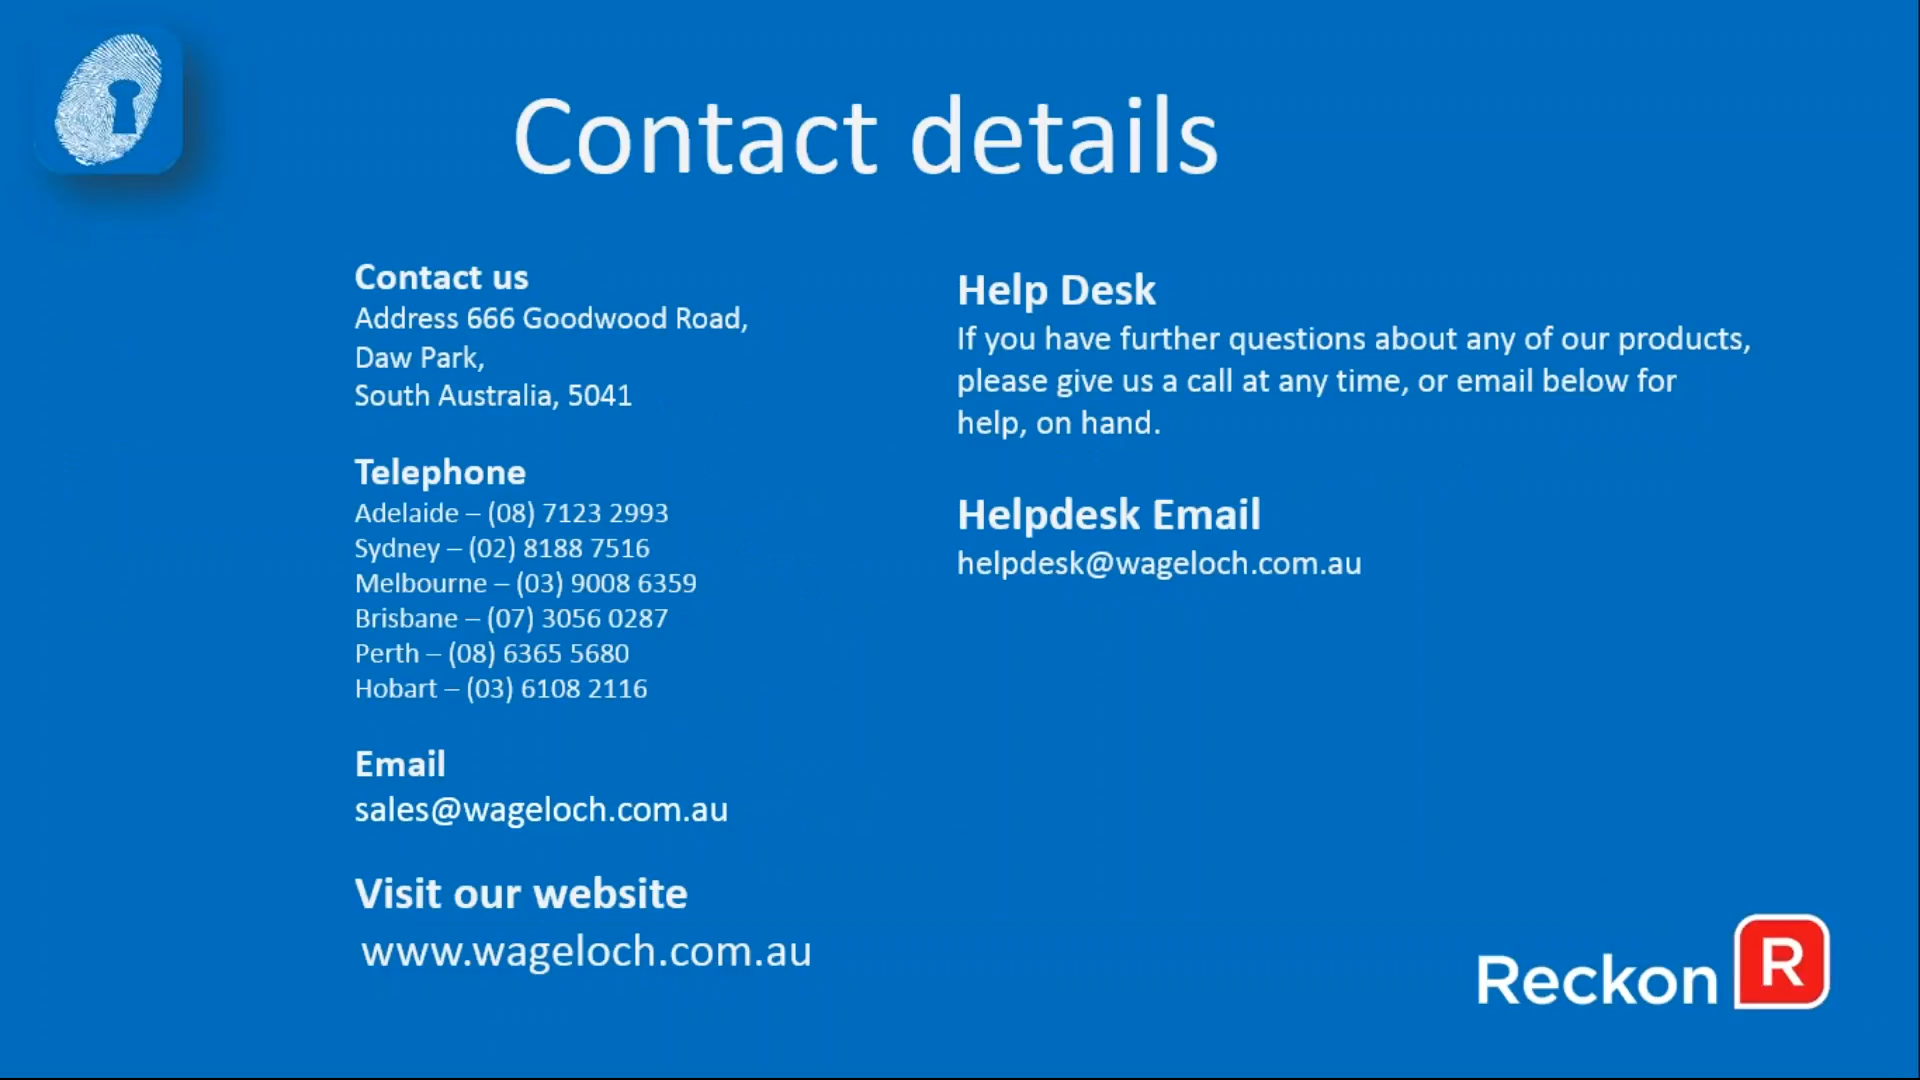 Contact details
Contact us
Address 666 Goodwood Road,
Daw Park,
South Australia, 5041
Telephone
Adelaide – (08) 7123 2993
Sydney – (02) 8188 7516
Melbourne – (03) 9008 6359
Brisbane – (07) 3056 0287
Perth – (08) 6365 5680
Hobart – (03) 6108 2116
Email
sales@wageloch.com.au
Visit our website
www.wageloch.com.au
Help Desk
If you have further questions about any of our products,
please give us a call at any time, or email below for
help, on hand.
Helpdesk Email
helpdesk@wageloch.com.au
Reckon R